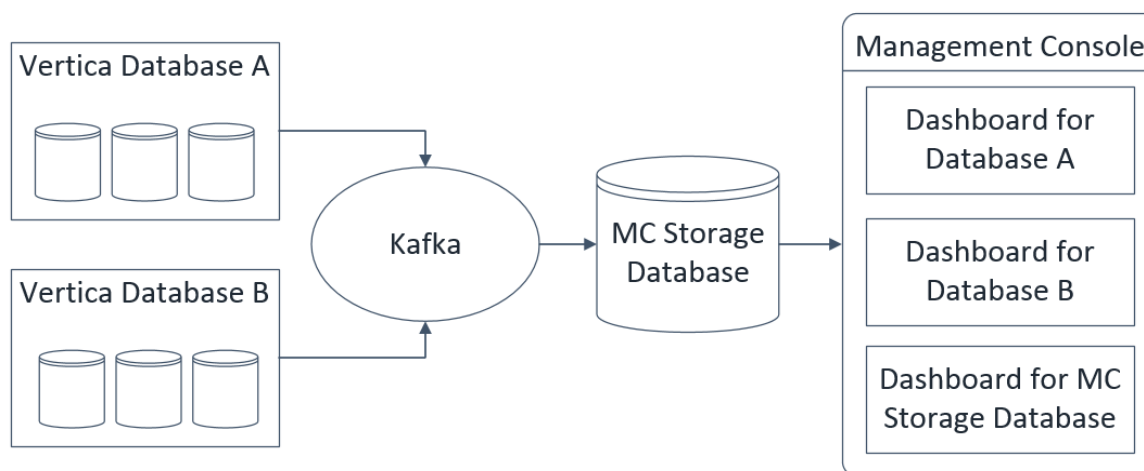 Vertica Database A
Vertica Database B
Kafka
MC Storage
Database
Management Console
Dashboard for
Database A
Dashboard for
Database B
Dashboard for MC
Storage Database